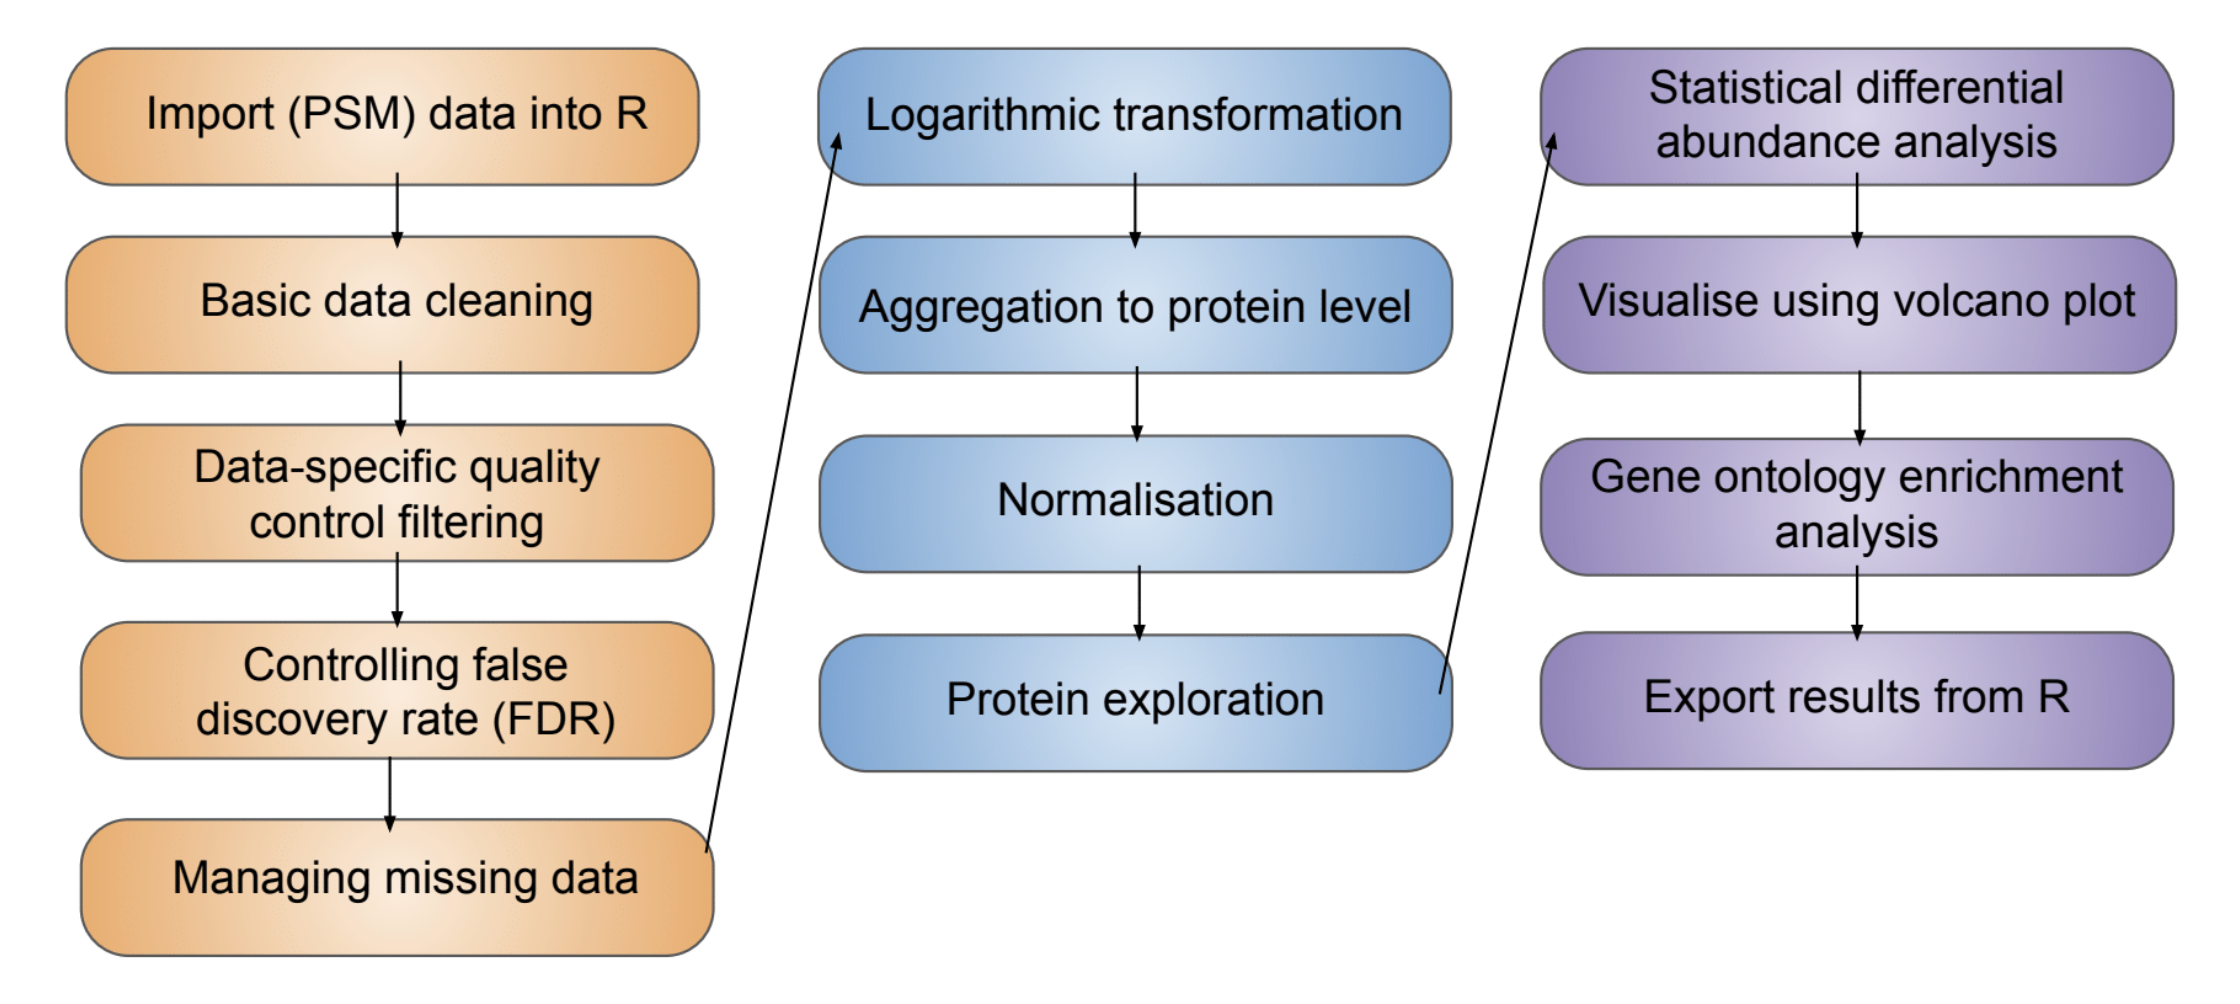 Import (PSM) data into R
Basic data cleaning
Data-specific quality
control filtering
Controlling false
discovery rate (FDR)
Managing missing data
Logarithmic transformation
Aggregation to protein level
Normalisation
Protein exploration
Statistical differential
abundance analysis
Visualise using volcano plot
Gene ontology enrichment
analysis
Export results from R